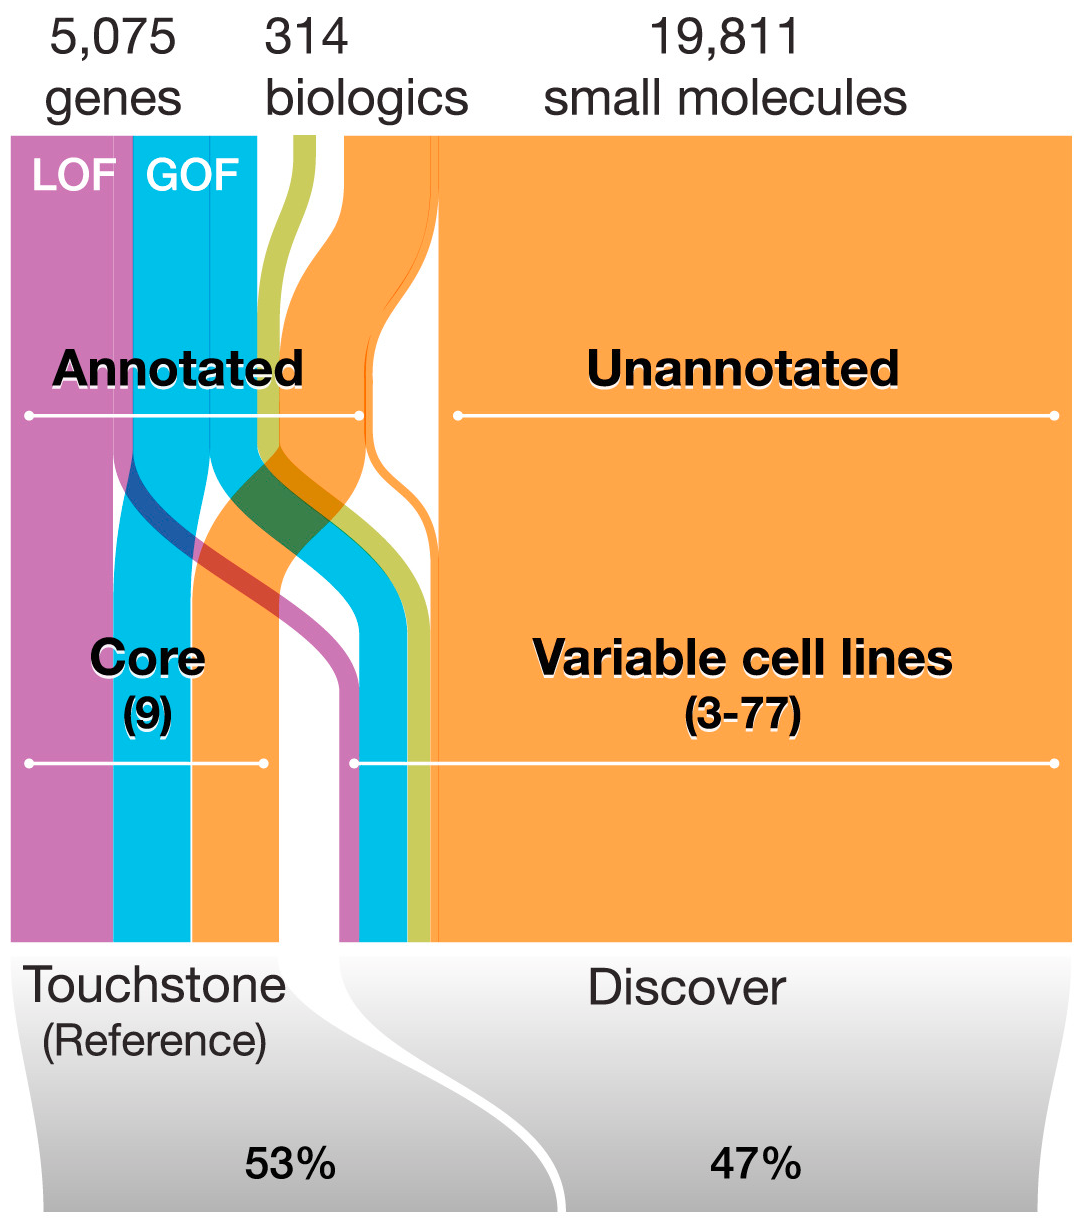 5,075
genes
314
biologics
19,811
small molecules
LOF
GOF
Annotated
Unannotated
Core
(9)
Variable cell lines
(3-77)
Touchstone
(Reference)
Discover
53%
47%